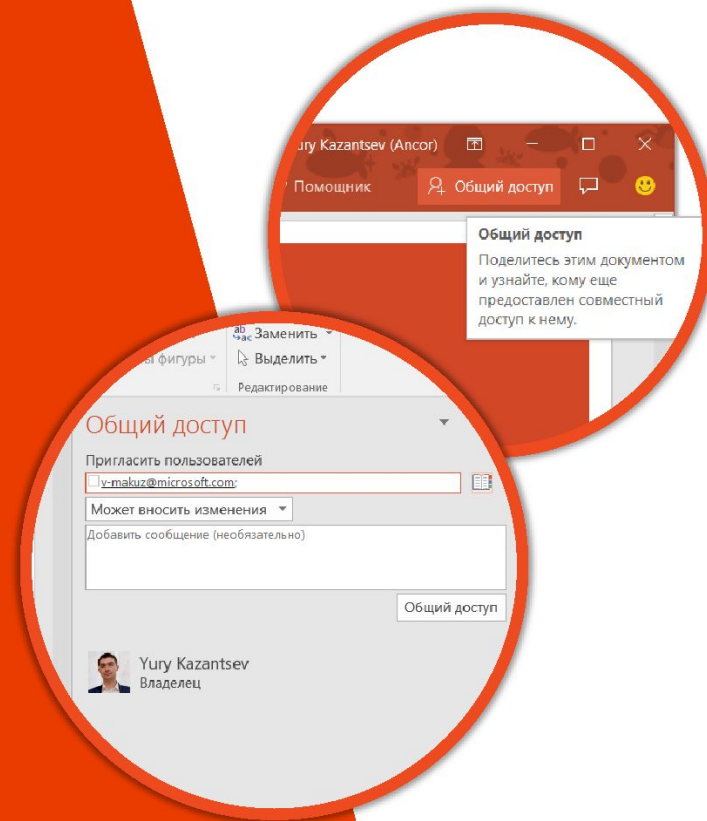 Yury Kazantsev (Ancor)
Помощник
Общий доступ
Общий доступ
Поделитесь этим документом
и узнайте, кому еще
предоставлен совместный
доступ к нему.
Заменить
фигуры
Выделить
Редактирование
Общий доступ
Пригласить пользователей
v-makuz@microsoft.com;
Может вносить изменения
Добавить сообщение (необязательно)
Общий доступ
Yury Kazantsev
Владелец